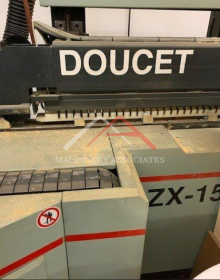 DOUCET
MACHINERY ASSOCIATES
ZX-15